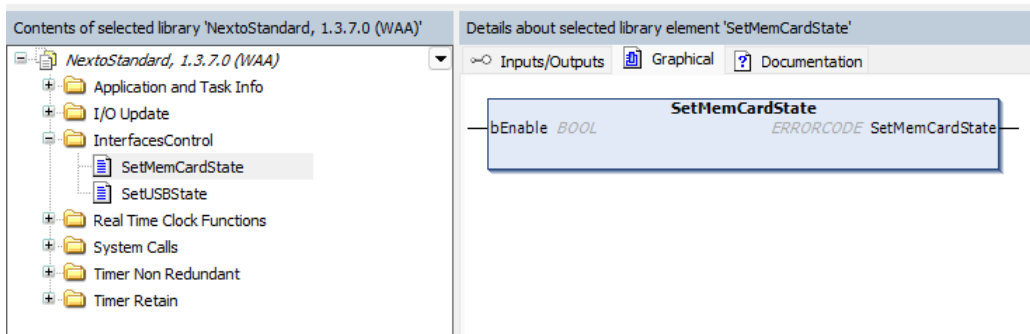 Contents of selected library 'NextoStandard, 1.3.7.0 (WAA)'
NextoStandard, 1.3.7.0 (WAA)
Application and Task Info
I/O Update
InterfacesControl
SetMemCardState
SetUSBState
Real Time Clock Functions
System Calls
Timer Non Redundant
Timer Retain
Details about selected library element 'SetMemCardState'
Inputs/Outputs Graphical Documentation
SetMemCardState
bEnable BOOL ERRORCODE SetMemCardState